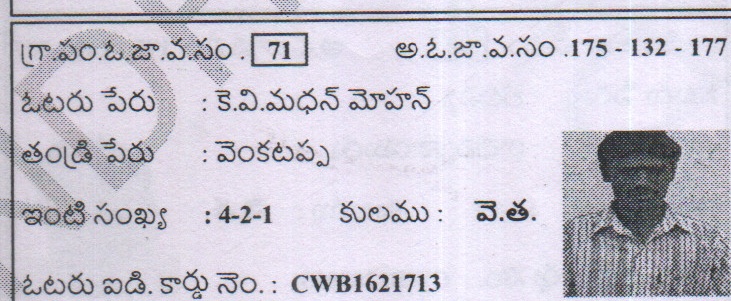 గ్రా.పం.ఓ.జా.వ.సం . 71 అ.ఓ.జా.వ.సం .175 - 132 - 177
ఓటరు పేరు : కె.వి.మధన్ మోహన్
తండ్రి పేరు : వెంకటప్ప
ఇంటి సంఖ్య : 4-2-1 కులము : వె.త.
ఓటరు ఐడి. కార్డు నెం. : CWB1621713